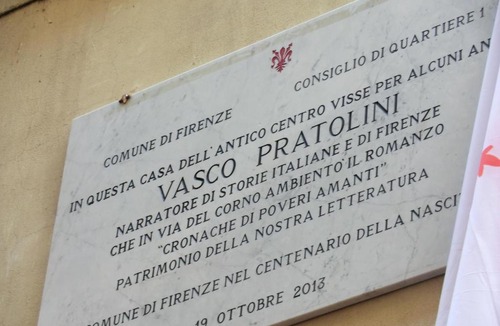 COMUNE DI FIRENZE
CONSIGLIO DI QUARTIERE 1
IN QUESTA CASA DELL'ANTICO CENTRO VISSE PER ALCUNI AN
VASCO PRATOLINI
NARRATORE DI STORIE ITALIANE E DI FIRENZE
CHE IN VIA DEL CORNO AMBIENTÒ IL ROMANZO
"CRONACHE DI POVERI AMANTI"
PATRIMONIO DELLA NOSTRA LETTERATURA
COMUNE DI FIRENZE NEL CENTENARIO DELLA NASCI
19 OTTOBRE 2013